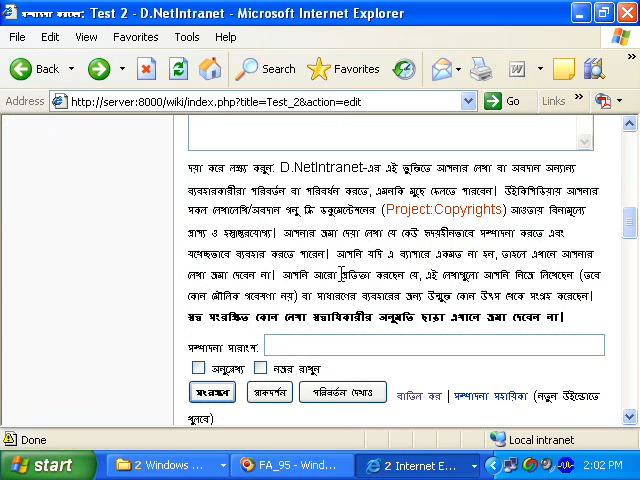 সম্পাদনা করছেন: Test 2 - D.NetIntranet - Microsoft Internet Explorer
File Edit View Favorites Tools Help
Back Search Favorites
Address http://server:8000/wiki/index.php?title=Test_2&action=edit Go Links
দয়া করে লক্ষ্য করুন: D.NetIntranet-এর এই ভুক্তিতে আপনার লেখা বা অবদান অন্যান্য
ব্যবহারকারীরা পরিবর্তন বা পরিবর্ধন করতে, এমনকি মুছে ফেলতে পারবেন। উইকিপিডিয়ায় আপনার
সকল লেখালেখি/অবদান গনু ফ্রি ডকুমেন্টেশনের (Project:Copyrights) আওতায় বিনামূল্যে
প্রাপ্য ও হস্তান্তরযোগ্য। আপনার জমা দেয়া লেখা যে কেউ হৃদয়হীনভাবে সম্পাদনা করতে এবং
যথেচ্ছভাবে ব্যবহার করতে পারেন। আপনি যদি এ ব্যাপারে একমত না হন, তাহলে এখানে আপনার
লেখা জমা দেবেন না। আপনি আরো প্রতিজ্ঞা করছেন যে, এই লেখাগুলো আপনি নিজে লিখেছেন (তবে
কোন মৌলিক গবেষণা নয়) বা সাধারণের ব্যবহারের জন্য উন্মুক্ত কোন উৎস থেকে সংগ্রহ করেছেন।
স্বত্ব সংরক্ষিত কোন লেখা স্বত্বাধিকারীর অনুমতি ছাড়া এখানে জমা দেবেন না।
সম্পাদনা সারাংশ:
অনুল্লেখ্য নজর রাখুন
সংরক্ষন প্রাকদর্শন পরিবর্তন দেখাও বাতিল কর | সম্পাদনা সহায়িকা (নতুন উইন্ডোতে
খুলবে)
Done Local intranet
start 2 Windows ... FA_95 - Wind... 2 Internet E... 2:02 PM